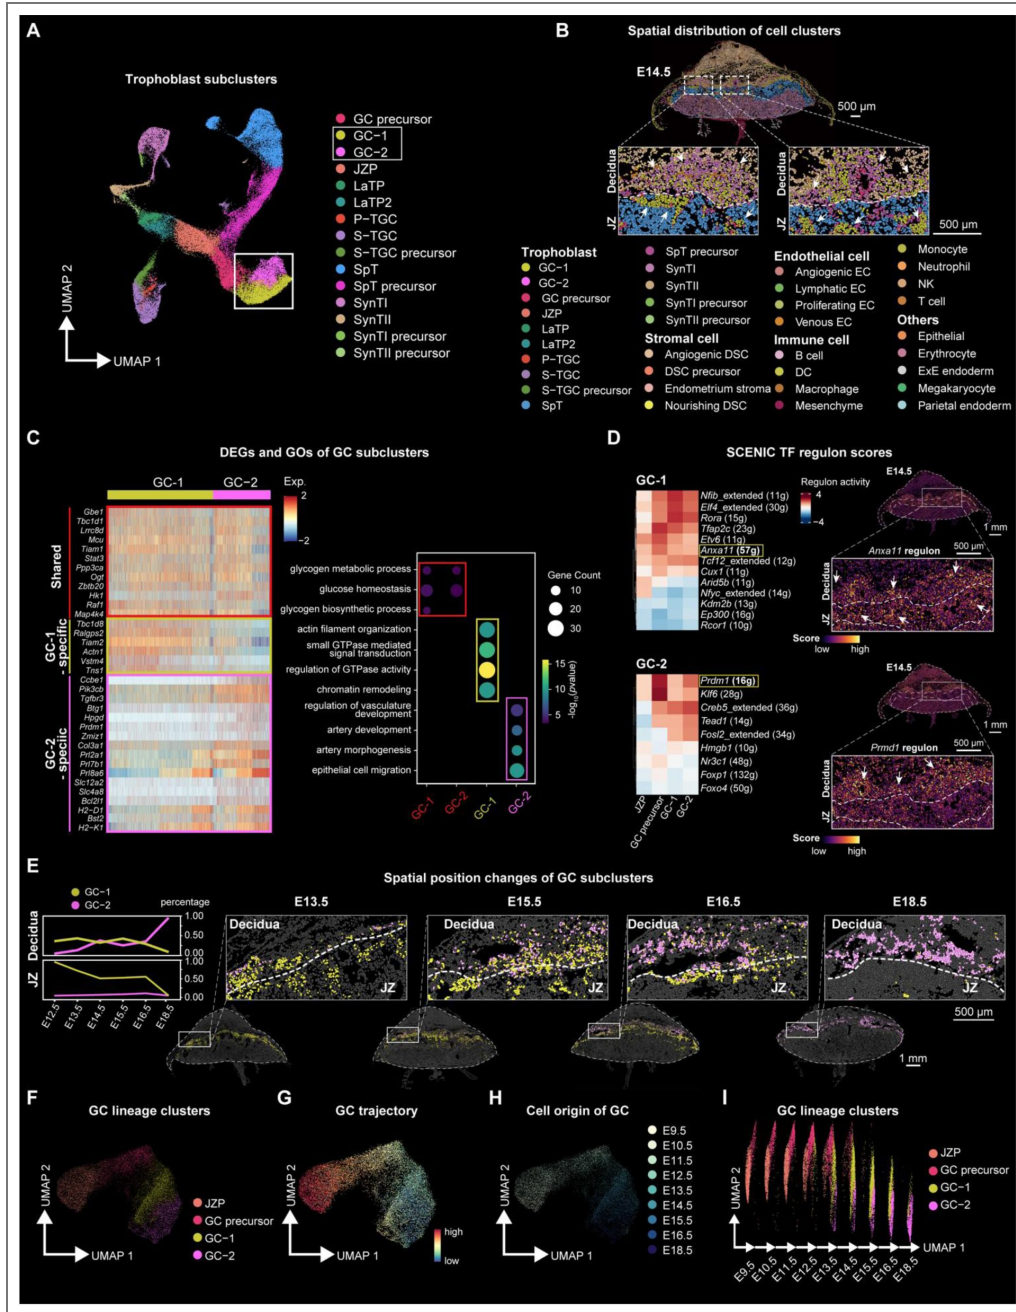 A
Trophoblast subclusters
GC precursor
GC−1
GC−2
JZP
LaTP
LaTP2
P−TGC
S−TGC
S−TGC precursor
SpT
SpT precursor
SynTI
SynTII
SynTI precursor
SynTII precursor
UMAP 2
UMAP 1
B
Spatial distribution of cell clusters
E14.5
500 μm
Decidua
JZ
Decidua
JZ
500 μm
Trophoblast
GC−1
GC−2
GC precursor
JZP
LaTP
LaTP2
P−TGC
S−TGC
S−TGC precursor
SpT
SpT precursor
SynTI
SynTII
SynTI precursor
SynTII precursor
Stromal cell
Angiogenic DSC
DSC precursor
Endometrium stroma
Nourishing DSC
Endothelial cell
Angiogenic EC
Lymphatic EC
Proliferating EC
Venous EC
Immune cell
B cell
DC
Macrophage
Mesenchyme
Monocyte
Neutrophil
NK
T cell
Others
Epithelial
Erythrocyte
ExE endoderm
Megakaryocyte
Parietal endoderm
C
DEGs and GOs of GC subclusters
GC-1
GC−2
Exp.
2
−2
Shared
Gbe1
Tbc1d1
Lrrc8d
Mcu
Tiam1
Stat3
Ppp3ca
Ogt
Zbtb20
Hk1
Raf1
Map4k4
GC-1
- specific
Tbc1d8
Ralgps2
Tiam2
Actn1
Vstm4
Tns1
GC-2
- speciic
Ccbe1
Pik3cb
Tgfbr3
Btg1
Hpgd
Prdm1
Zmiz1
Col3a1
Prl2a1
Prl7b1
Prl8a6
Slc12a2
Slc4a8
Bcl2l1
H2−D1
Bst2
H2−K1
glycogen metabolic process
glucose homeostasis
glycogen biosynthetic process
actin filament organization
small GTPase mediated
signal transduction
regulation of GTPase activity
chromatin remodeling
regulation of vasculature
development
artery development
artery morphogenesis
epithelial cell migration
GC-1
GC-2
GC-1
GC-2
Gene Count
10
20
30
15
10
5
-log10(pvalue)
D
SCENIC TF regulon scores
GC-1
Nfib_extended (11g)
Elf4_extended (30g)
Rora (15g)
Tfap2c (23g)
Etv6 (11g)
Anxa11 (57g)
Tcf12_extended (12g)
Cux1 (11g)
Arid5b (11g)
Nfyc_extended (14g)
Kdm2b (13g)
Ep300 (16g)
Rcor1 (10g)
Regulon activity
4
−4
E14.5
1 mm
500 μm
Anxa11 regulon
Decidua
JZ
Score
low
high
GC-2
Prdm1 (16g)
Klf6 (28g)
Creb5_extended (36g)
Tead1 (14g)
Fosl2_extended (34g)
Hmgb1 (10g)
Nr3c1 (48g)
Foxp1 (132g)
Foxo4 (50g)
JZP
GC precursor
GC-1
GC-2
E14.5
1 mm
500 μm
Prmd1 regulon
Decidua
JZ
Score
low
high
E
Spatial position changes of GC subclusters
GC−1
GC−2
percentage
Decidua
1.00
0.50
0.00
JZ
1.00
0.50
0.00
E12.5
E13.5
E14.5
E15.5
E16.5
E18.5
E13.5
Decidua
JZ
E15.5
Decidua
JZ
E16.5
Decidua
JZ
E18.5
Decidua
JZ
500 μm
1 mm
F
GC lineage clusters
JZP
GC precursor
GC−1
GC−2
UMAP 2
UMAP 1
G
GC trajectory
high
low
UMAP 2
UMAP 1
H
Cell origin of GC
E9.5
E10.5
E11.5
E12.5
E13.5
E14.5
E15.5
E16.5
E18.5
UMAP 2
UMAP 1
I
GC lineage clusters
JZP
GC precursor
GC−1
GC−2
UMAP 2
UMAP 1
E9.5
E10.5
E11.5
E12.5
E13.5
E14.5
E15.5
E16.5
E18.5